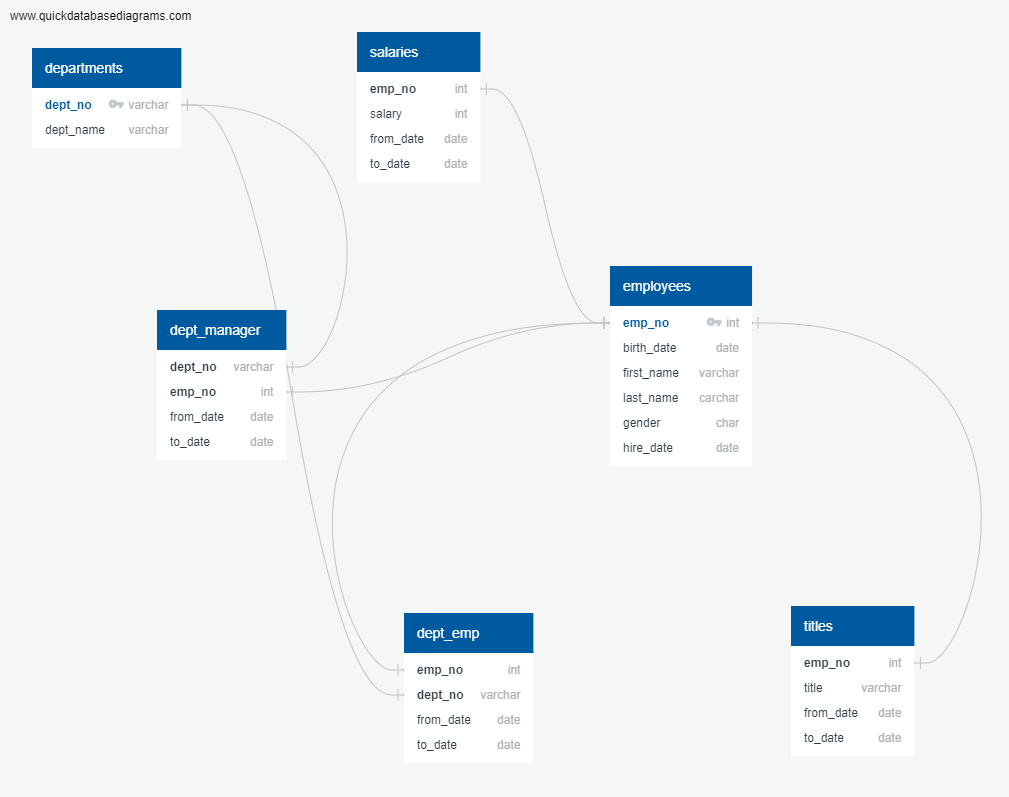 www.quickdatabasediagrams.com
departments
dept_no varchar
dept_name varchar
salaries
emp_no int
salary int
from_date date
to_date date
employees
emp_no int
birth_date date
first_name varchar
last_name carchar
gender char
hire_date date
dept_manager
dept_no varchar
emp_no int
from_date date
to_date date
dept_emp
emp_no int
dept_no varchar
from_date date
to_date date
titles
emp_no int
title varchar
from_date date
to_date date